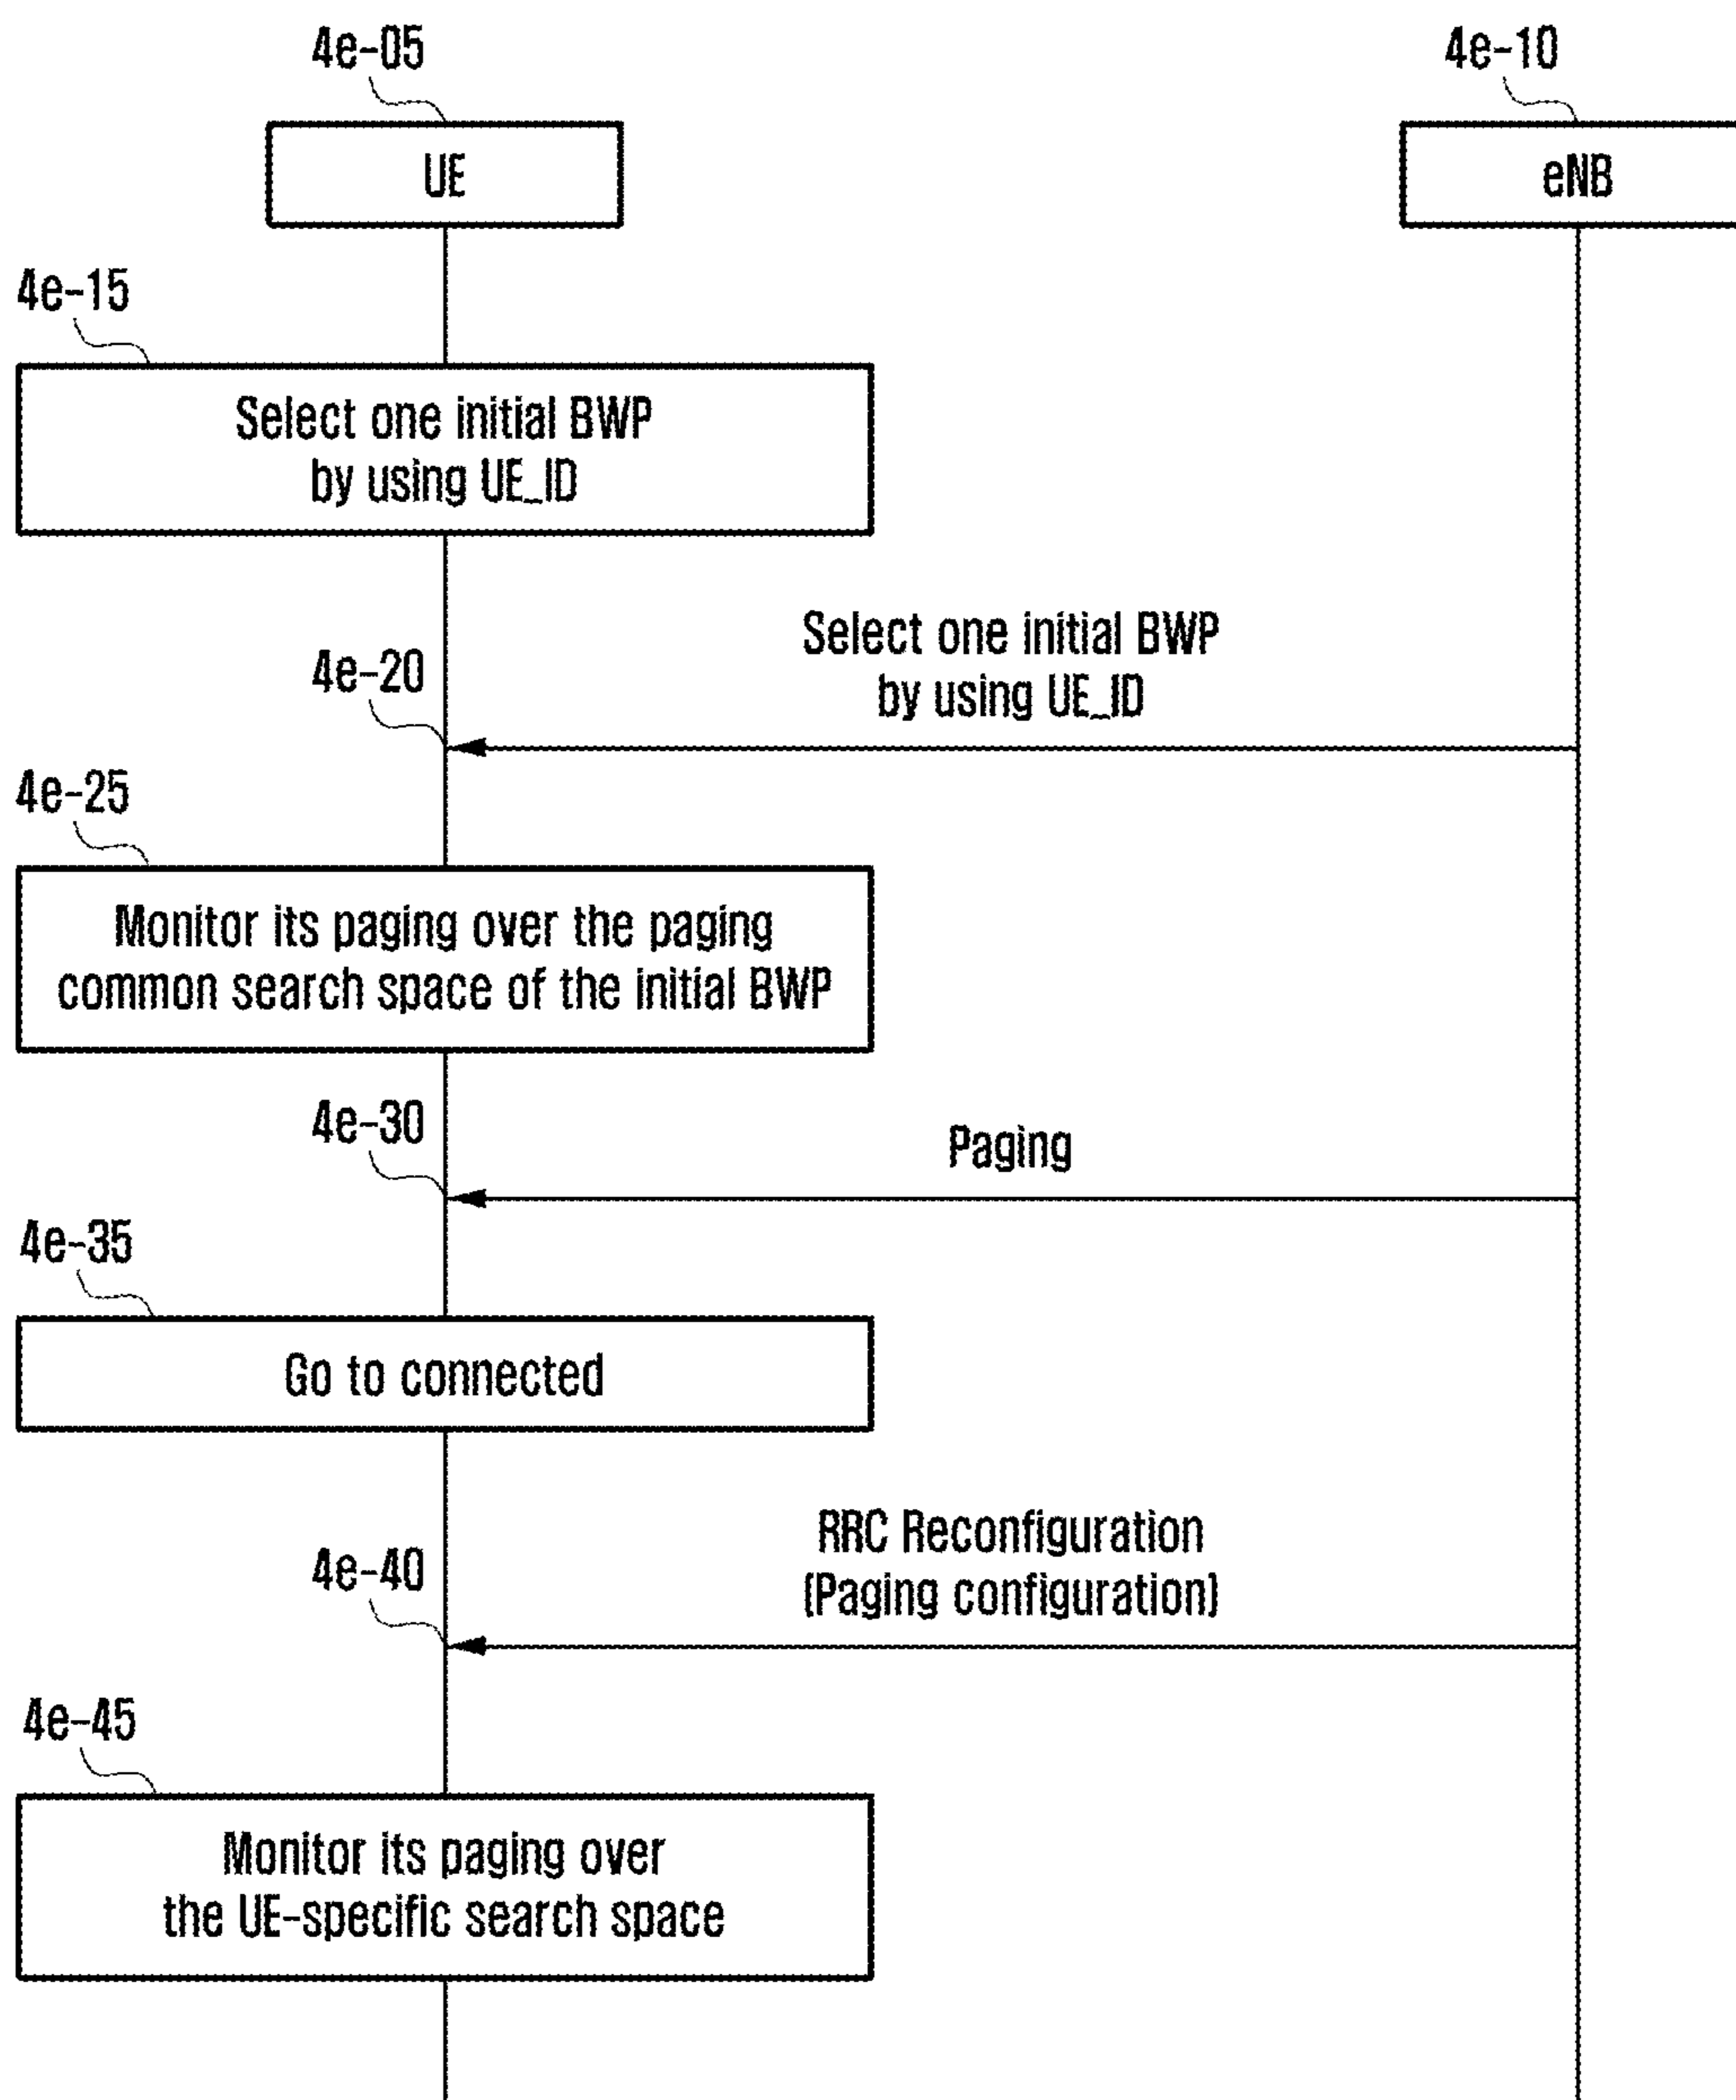 4e-05
4e-10
UE
eNB
4e-15
Select one initial BWP
by using UE_ID
Select one initial BWP
by using UE_ID
4e-20
4e-25
Monitor its paging over the paging
common search space of the initial BWP
4e-30
Paging
4e-35
Go to connected
RRC Reconfiguration
(Paging configuration)
4e-40
4e-45
Monitor its paging over
the UE-specific search space